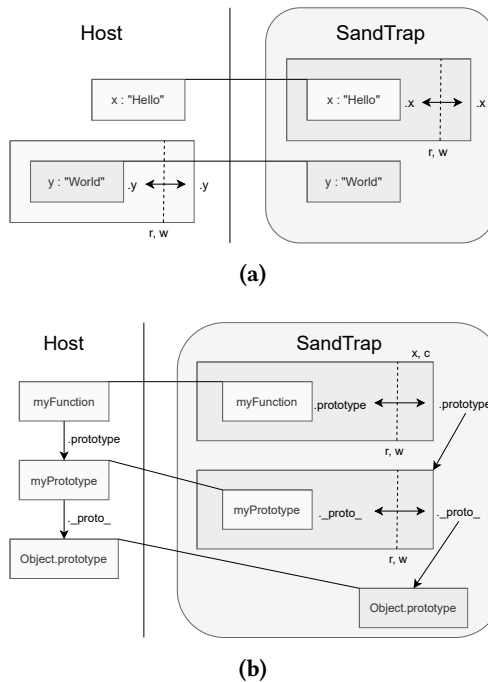 Host
SandTrap
x : "Hello"
x : "Hello"
.x
.x
r, w
y : "World"
.y
.y
y : "World"
r, w
(a)
Host
SandTrap
x, c
myFunction
myFunction
.prototype
.prototype
.prototype
r, w
myPrototype
myPrototype
._proto_
._proto_
._proto_
Object.prototype
r, w
Object.prototype
(b)